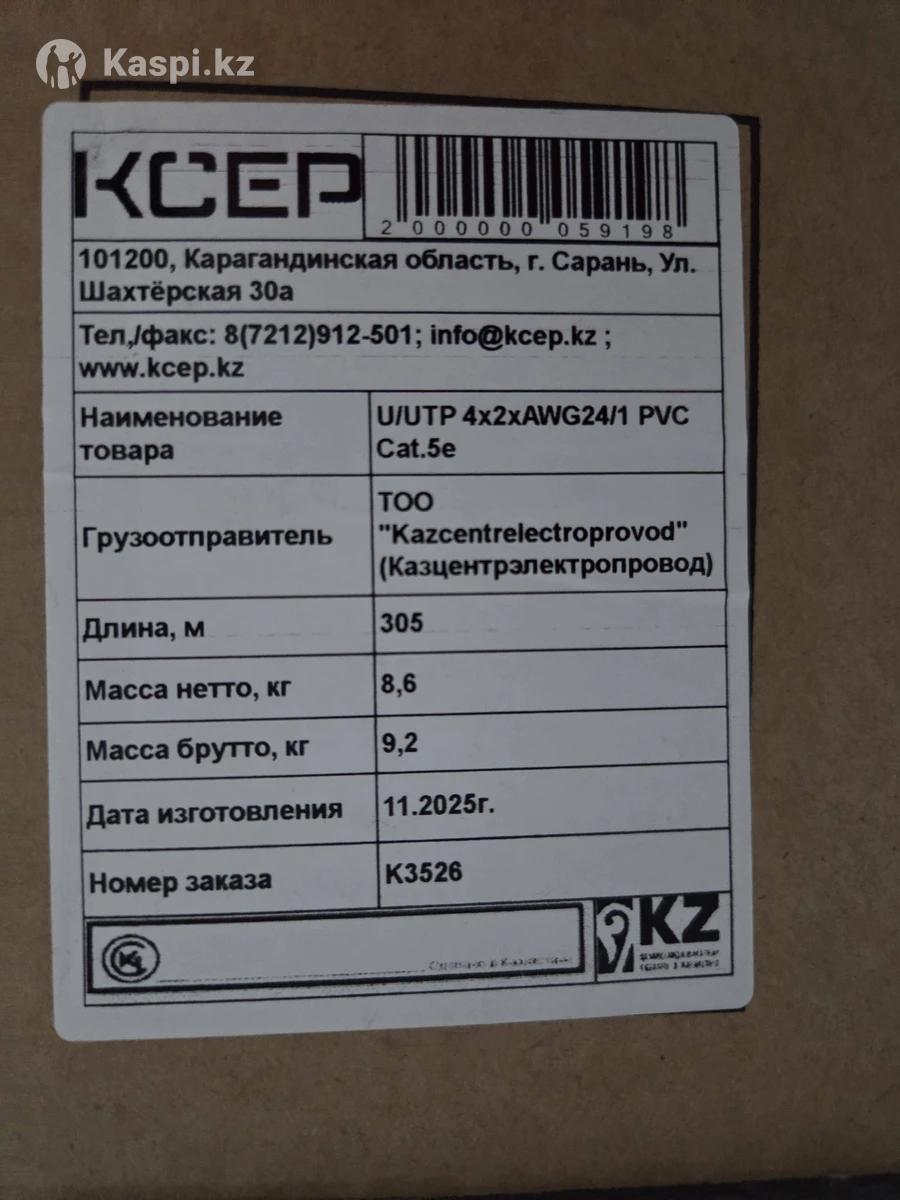 Kaspi.kz
KCEP
2 000000 059198
101200, Карагандинская область, г. Сарань, Ул.
Шахтёрская 30а
Тел,/факс: 8(7212)912-501; info@kcep.kz ;
www.kcep.kz
Наименование
товара
U/UTP 4x2xAWG24/1 PVC
Cat.5e
Грузоотправитель
ТОО
"Kazcentrelectroprovod"
(Казцентрэлектропровод)
Длина, м
305
Масса нетто, кг
8,6
Масса брутто, кг
9,2
Дата изготовления
11.2025г.
Номер заказа
K3526
KZ